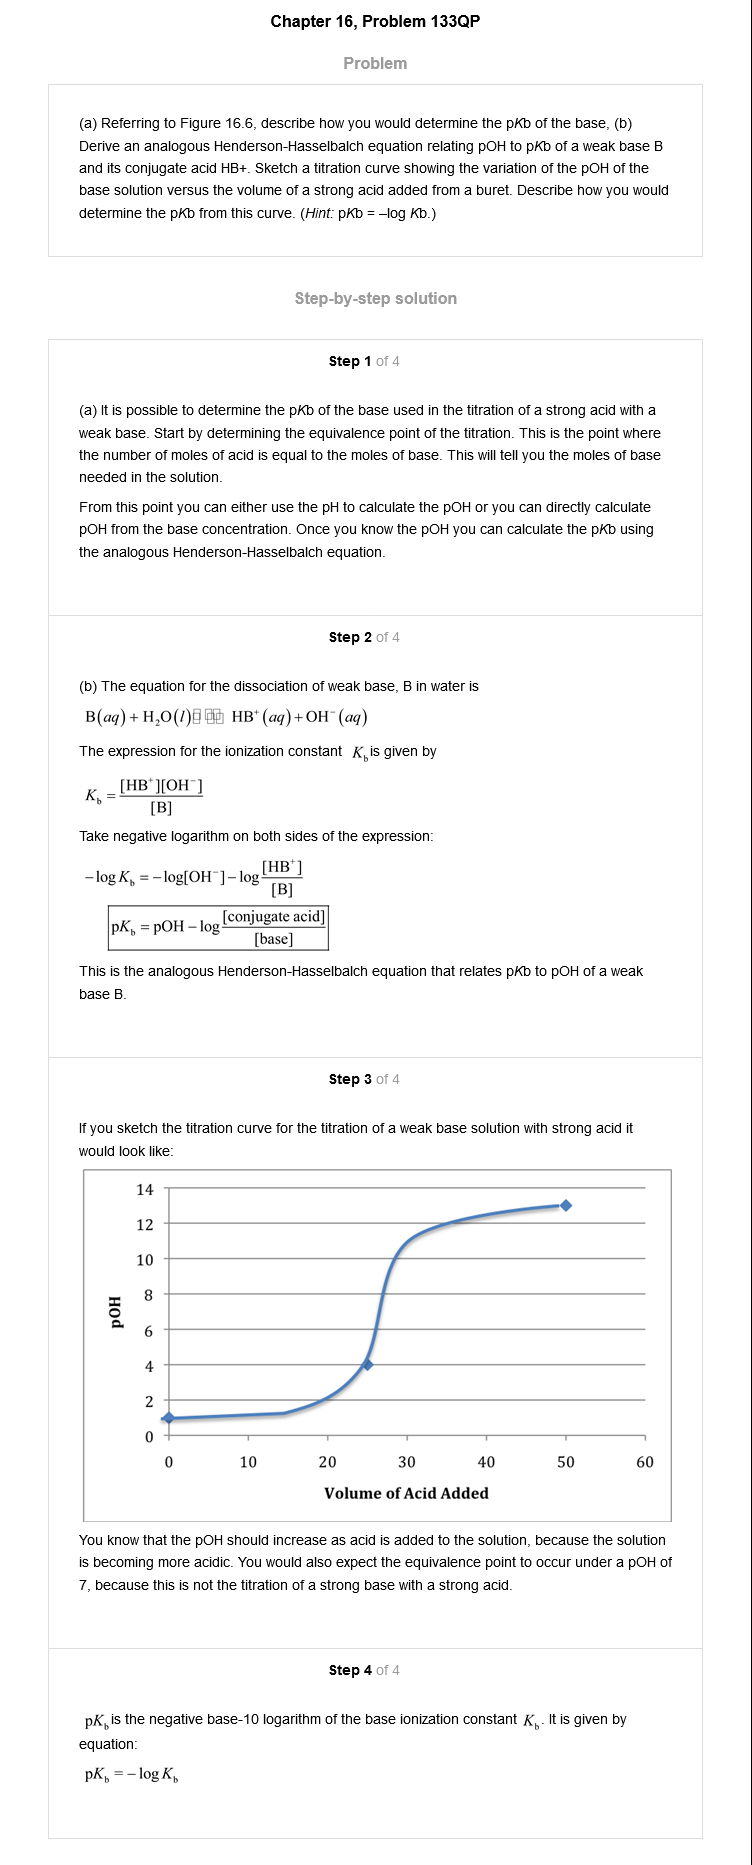 Chapter 16, Problem 133QP
Problem
(a) Referring to Figure 16.6, describe how you would determine the pKb of the base, (b)
Derive an analogous Henderson-Hasselbalch equation relating pOH to pKb of a weak base B
and its conjugate acid HB+. Sketch a titration curve showing the variation of the pOH of the
base solution versus the volume of a strong acid added from a buret. Describe how you would
determine the pKb from this curve. (Hint: pKb = –log Kb.)
Step-by-step solution
Step 1 of 4
(a) It is possible to determine the pKb of the base used in the titration of a strong acid with a
weak base. Start by determining the equivalence point of the titration. This is the point where
the number of moles of acid is equal to the moles of base. This will tell you the moles of base
needed in the solution.
From this point you can either use the pH to calculate the pOH or you can directly calculate
pOH from the base concentration. Once you know the pOH you can calculate the pKb using
the analogous Henderson-Hasselbalch equation.
Step 2 of 4
(b) The equation for the dissociation of weak base, B in water is
B(aq) + H₂O(l) HB⁺(aq) + OH⁻(aq)
The expression for the ionization constant K_b is given by
K_b = [HB⁺][OH⁻] / [B]
Take negative logarithm on both sides of the expression:
−log K_b = −log[OH⁻] − log [HB⁺] / [B]
pK_b = pOH − log [conjugate acid] / [base]
This is the analogous Henderson-Hasselbalch equation that relates pKb to pOH of a weak
base B.
Step 3 of 4
If you sketch the titration curve for the titration of a weak base solution with strong acid it
would look like:
14
12
10
8
6
4
2
0
pOH
0 10 20 30 40 50 60
Volume of Acid Added
You know that the pOH should increase as acid is added to the solution, because the solution
is becoming more acidic. You would also expect the equivalence point to occur under a pOH of
7, because this is not the titration of a strong base with a strong acid.
Step 4 of 4
pK_b is the negative base-10 logarithm of the base ionization constant K_b. It is given by
equation:
pK_b = − log K_b